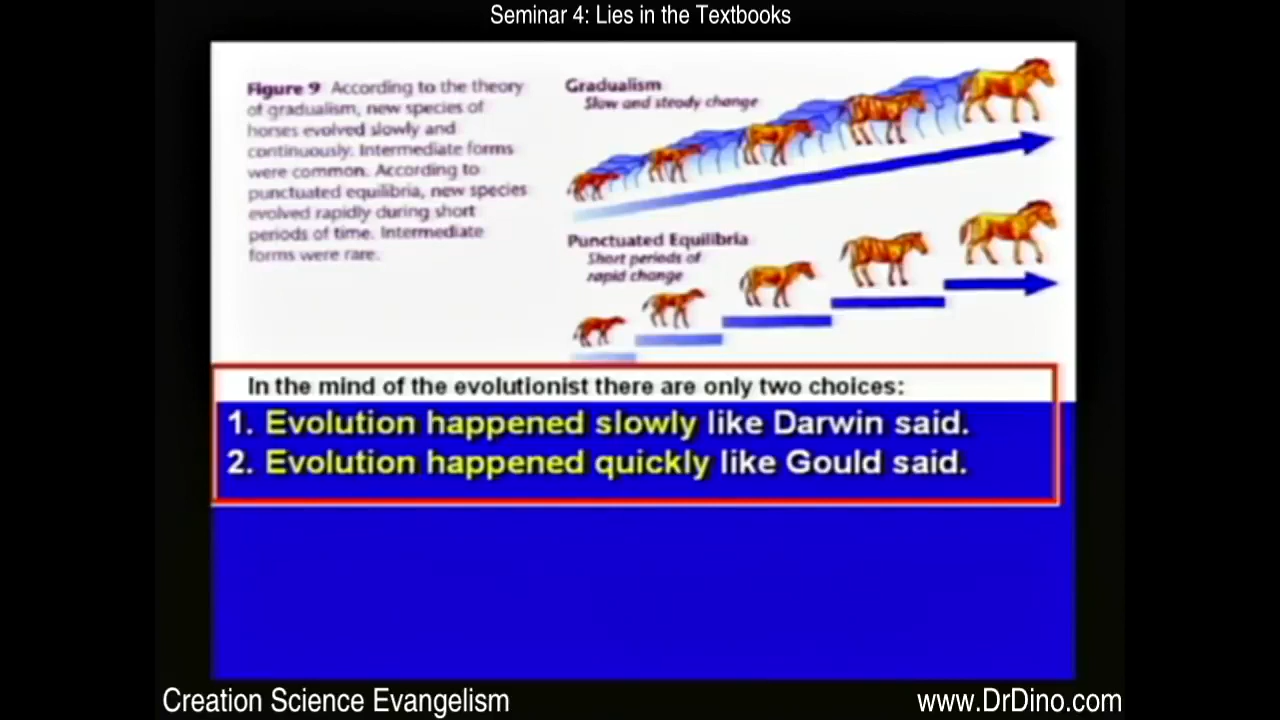 Seminar 4: Lies in the Textbooks
Figure 9 According to the theory
of gradualism, new species of
horses evolved slowly and
continuously. Intermediate forms
were common. According to
punctuated equilibria, new species
evolved rapidly during short
periods of time. Intermediate
forms were rare.
Gradualism
Slow and steady change
Punctuated Equilibria
Short periods of
rapid change
In the mind of the evolutionist there are only two choices:
1. Evolution happened slowly like Darwin said.
2. Evolution happened quickly like Gould said.
Creation Science Evangelism
www.DrDino.com